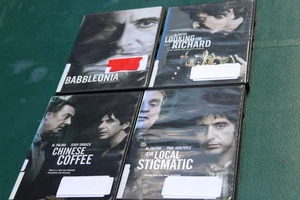 BABBLEONIA
LOOKING FOR
RICHARD
AL PACINO JERRY ORBACH
CHINESE
COFFEE
AL PACINO PAUL GUILFOYLE
THE LOCAL
STIGMATIC